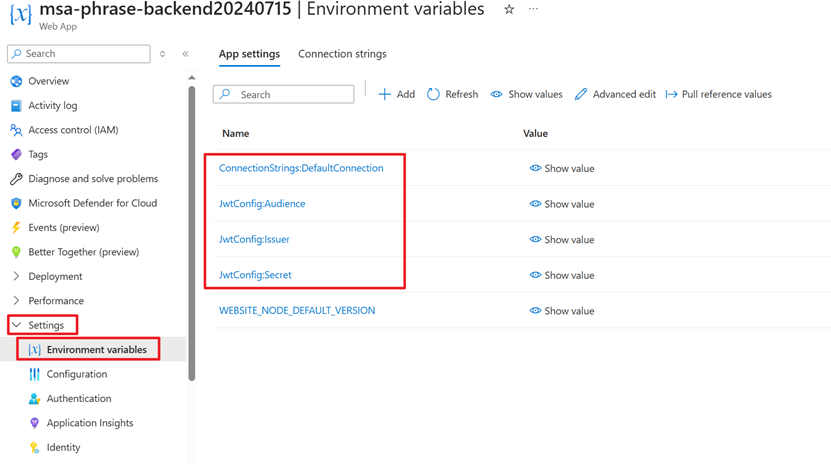 msa-phrase-backend20240715 | Environment variables
Web App
Search
App settings Connection strings
Overview
Activity log
Access control (IAM)
Tags
Diagnose and solve problems
Microsoft Defender for Cloud
Events (preview)
Better Together (preview)
Deployment
Performance
Settings
Environment variables
Configuration
Authentication
Application Insights
Identity
Search Add Refresh Show values Advanced edit Pull reference values
Name Value
ConnectionStrings:DefaultConnection Show value
JwtConfig:Audience Show value
JwtConfig:Issuer Show value
JwtConfig:Secret Show value
WEBSITE_NODE_DEFAULT_VERSION Show value